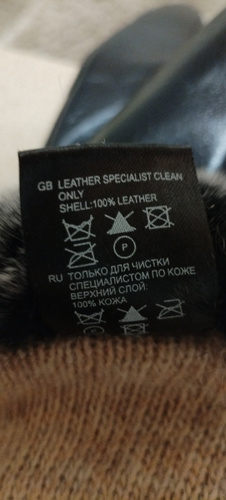 GB LEATHER SPECIALIST CLEAN
ONLY
SHELL:100% LEATHER
P
RU ТОЛЬКО ДЛЯ ЧИСТКИ
СПЕЦИАЛИСТОМ ПО КОЖЕ
ВЕРХНИЙ СЛОЙ:
100% КОЖА